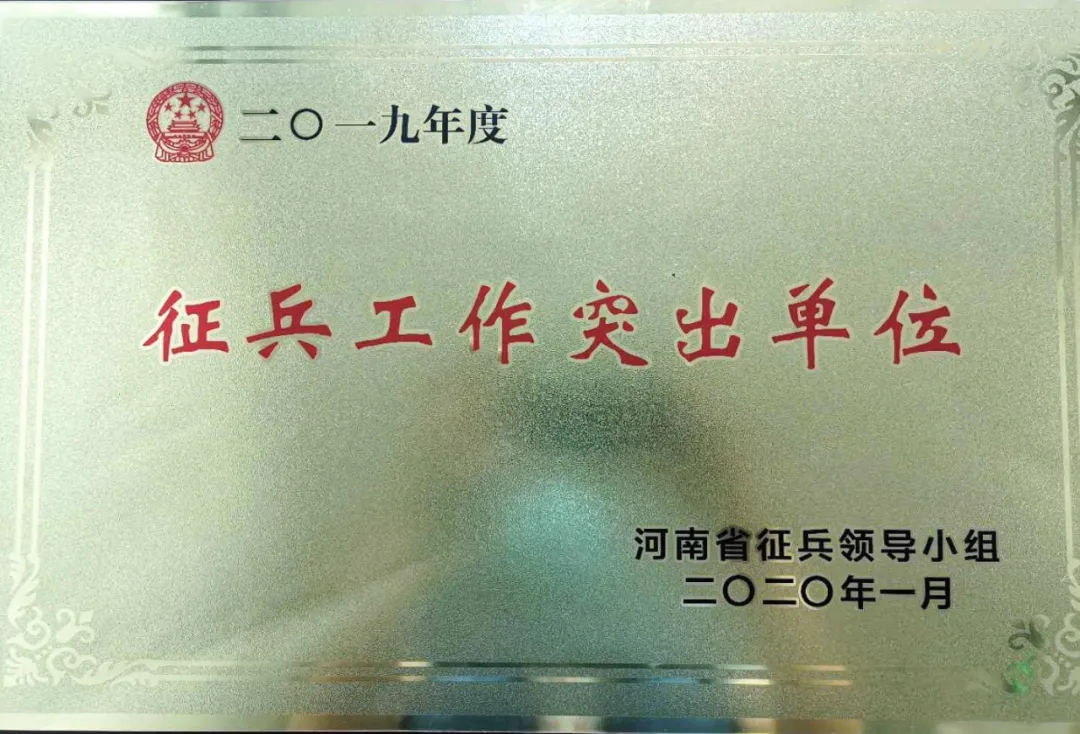 二〇一九年度
征兵工作突出单位
河南省征兵领导小组
二〇二〇年一月